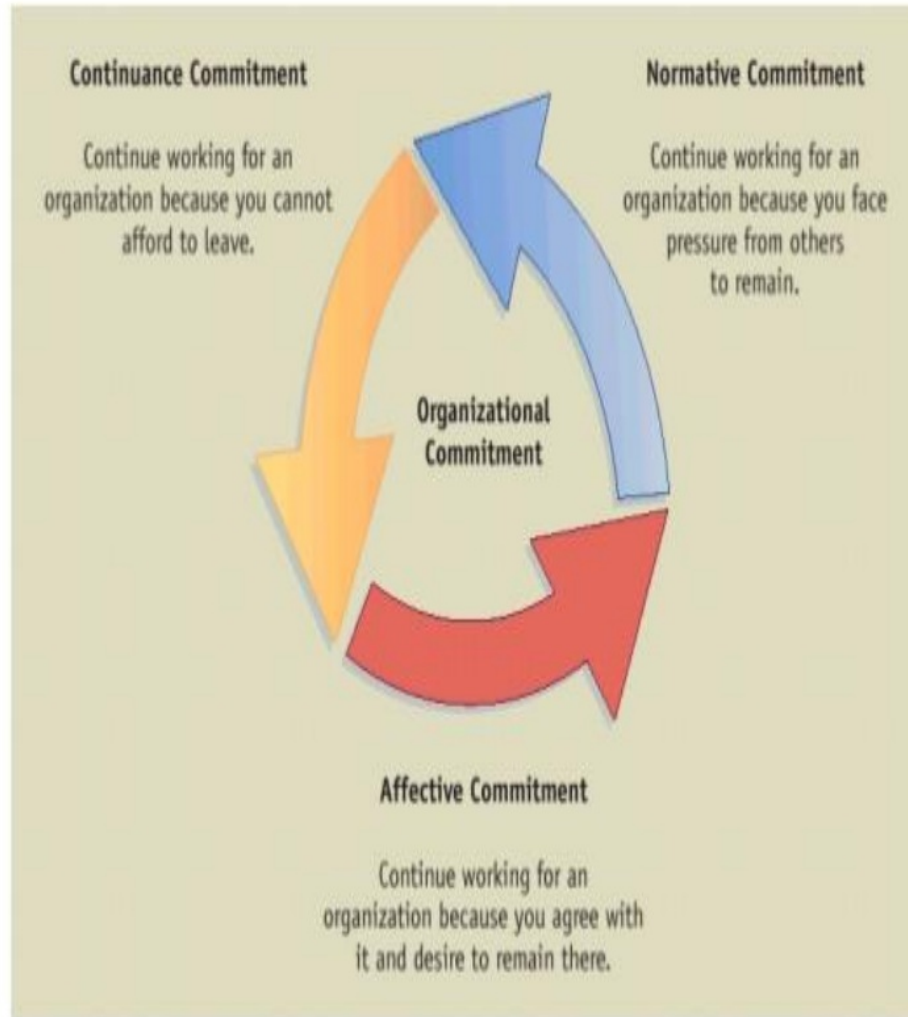 Continuance Commitment
Continue working for an
organization because you cannot
afford to leave.
Normative Commitment
Continue working for an
organization because you face
pressure from others
to remain.
Organizational
Commitment
Affective Commitment
Continue working for an
organization because you agree with
it and desire to remain there.